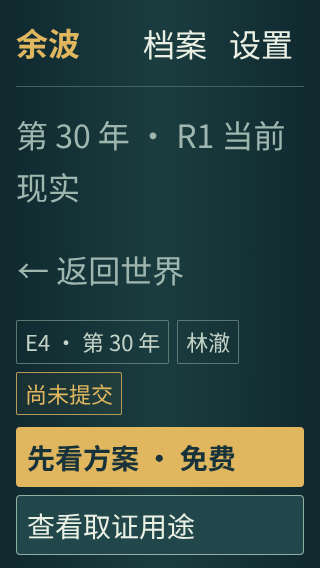 余波 档案 设置
第 30 年 · R1 当前
现实
← 返回世界
E4 · 第 30 年 林澈
尚未提交
先看方案 · 免费
查看取证用途